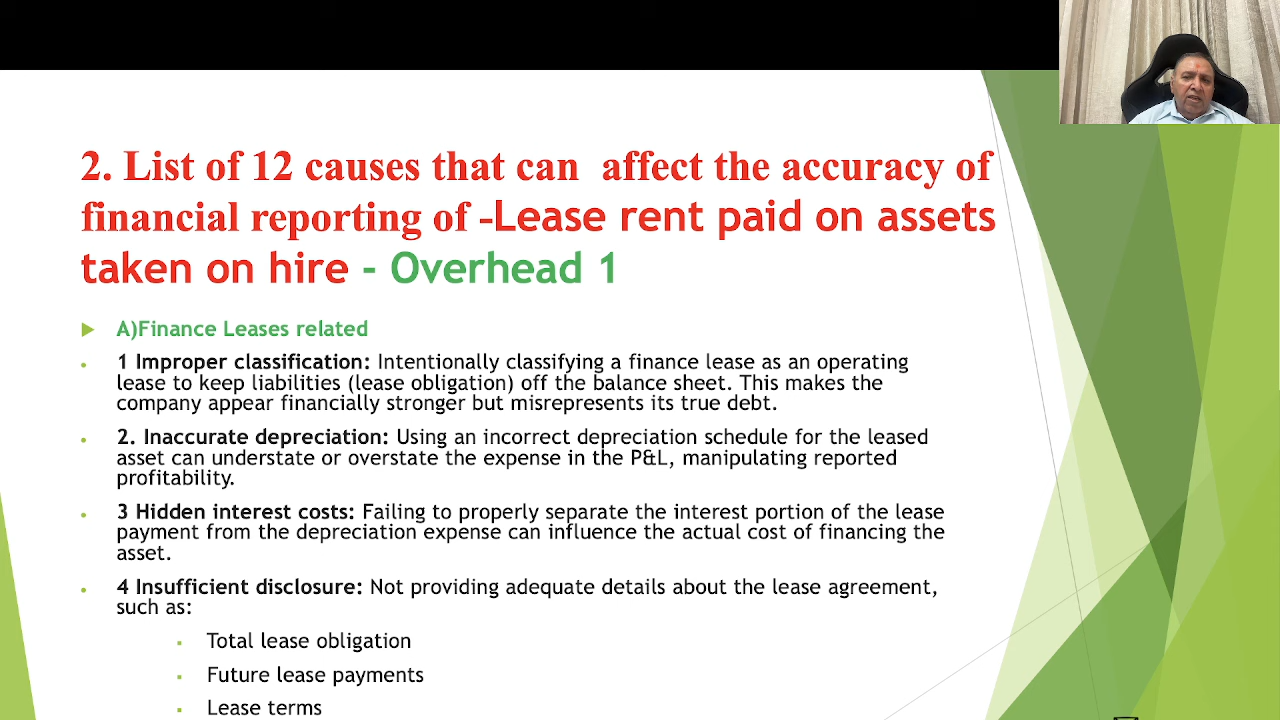 2. List of 12 causes that can affect the accuracy of
financial reporting of -Lease rent paid on assets
taken on hire - Overhead 1
A)Finance Leases related
1 Improper classification: Intentionally classifying a finance lease as an operating
lease to keep liabilities (lease obligation) off the balance sheet. This makes the
company appear financially stronger but misrepresents its true debt.
2. Inaccurate depreciation: Using an incorrect depreciation schedule for the leased
asset can understate or overstate the expense in the P&L, manipulating reported
profitability.
3 Hidden interest costs: Failing to properly separate the interest portion of the lease
payment from the depreciation expense can influence the actual cost of financing the
asset.
4 Insufficient disclosure: Not providing adequate details about the lease agreement,
such as:
Total lease obligation
Future lease payments
Lease terms